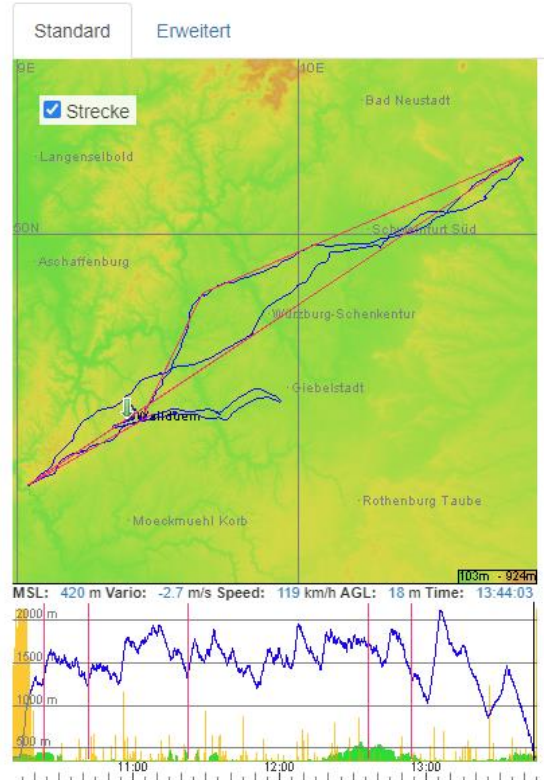 Standard Erweitert
9E 10E
Strecke
Bad Neustadt
Langenselbold
50N
Schweinfurt Süd
Aschaffenburg
Würzburg-Schenkentur
Giebelstadt
Wallduern
Rothenburg Taube
Moeckmuehl Korb
103m - 924m
MSL: 420 m Vario: -2.7 m/s Speed: 119 km/h AGL: 18 m Time: 13:44:03
2000 m
1500 m
1000 m
500 m
11:00 12:00 13:00